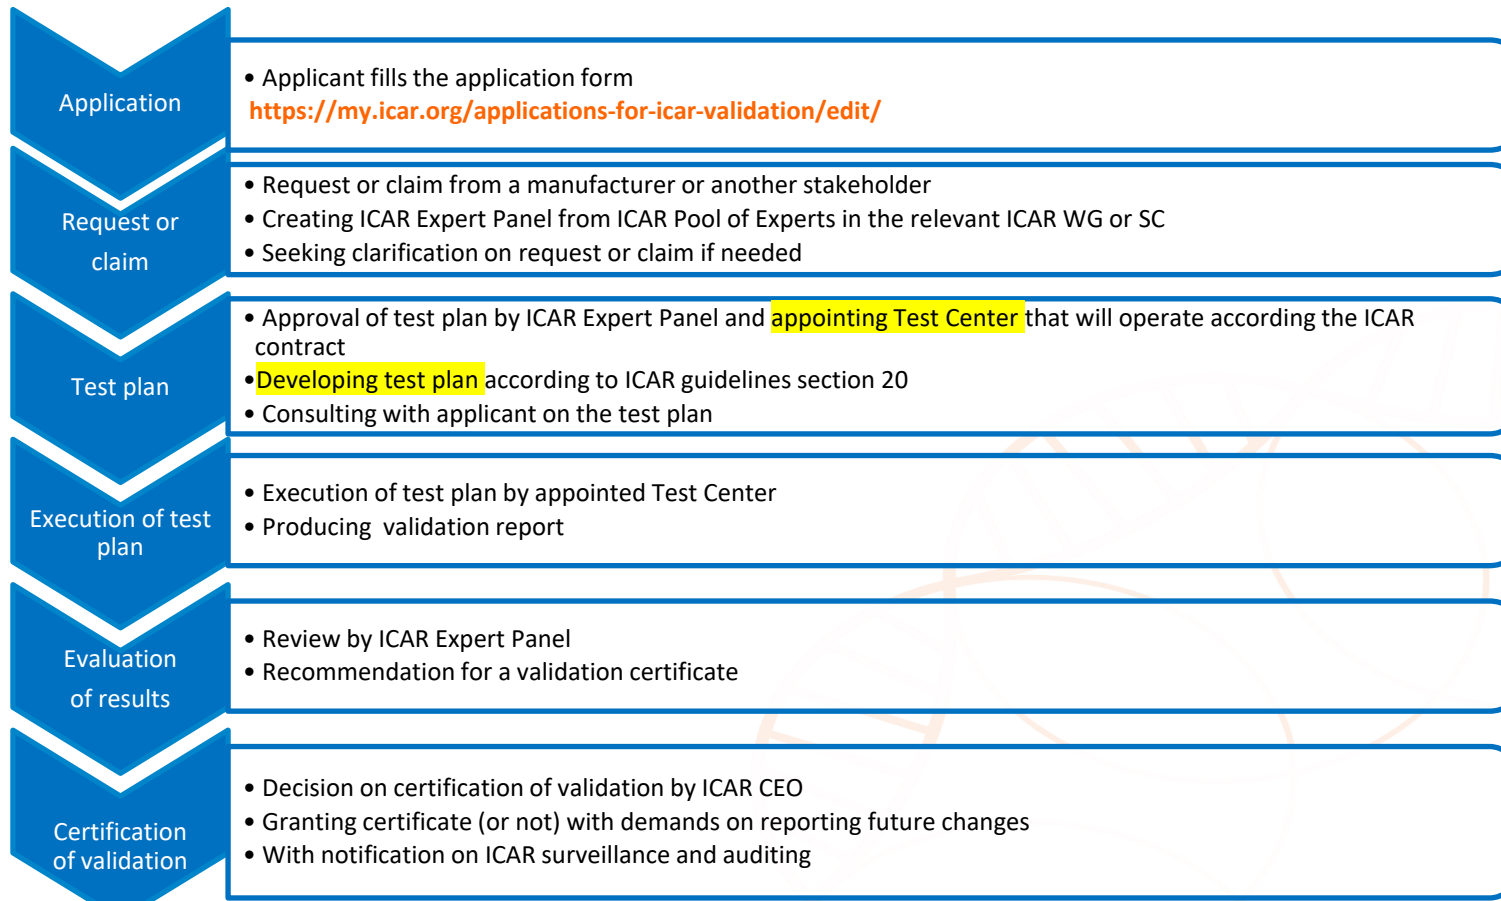 Application
• Applicant fills the application form
https://my.icar.org/applications-for-icar-validation/edit/
Request or
claim
• Request or claim from a manufacturer or another stakeholder
• Creating ICAR Expert Panel from ICAR Pool of Experts in the relevant ICAR WG or SC
• Seeking clarification on request or claim if needed
Test plan
• Approval of test plan by ICAR Expert Panel and appointing Test Center that will operate according the ICAR
contract
•Developing test plan according to ICAR guidelines section 20
• Consulting with applicant on the test plan
Execution of test
plan
• Execution of test plan by appointed Test Center
• Producing validation report
Evaluation
of results
• Review by ICAR Expert Panel
• Recommendation for a validation certificate
Certification
of validation
• Decision on certification of validation by ICAR CEO
• Granting certificate (or not) with demands on reporting future changes
• With notification on ICAR surveillance and auditing